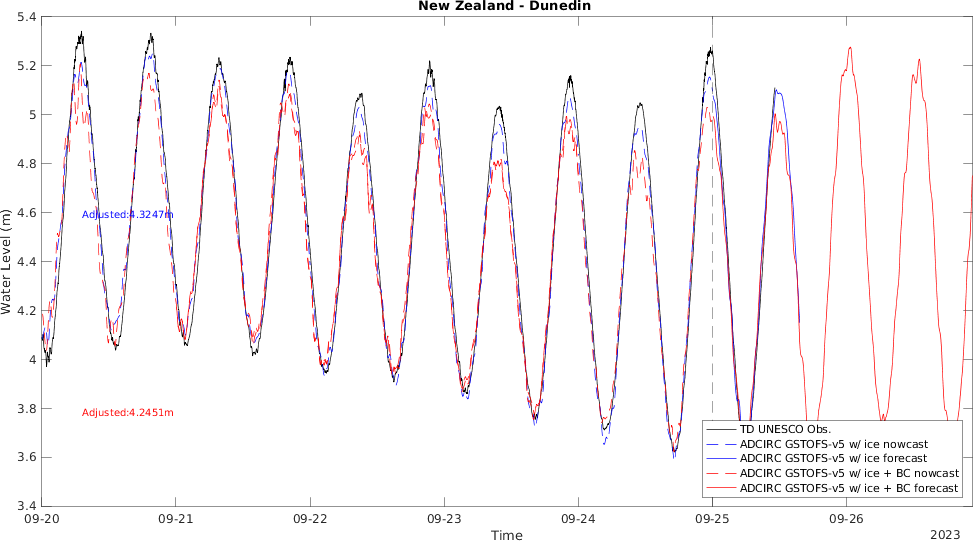 New Zealand - Dunedin
5.4
5.2
5
4.8
4.6
4.4
4.2
4
3.8
3.6
3.4
Water Level (m)
Adjusted:4.3247m
Adjusted:4.2451m
TD UNESCO Obs.
ADCIRC GSTOFS-v5 w/ ice nowcast
ADCIRC GSTOFS-v5 w/ ice forecast
ADCIRC GSTOFS-v5 w/ ice + BC nowcast
ADCIRC GSTOFS-v5 w/ ice + BC forecast
09-20 09-21 09-22 09-23 09-24 09-25 09-26
Time
2023